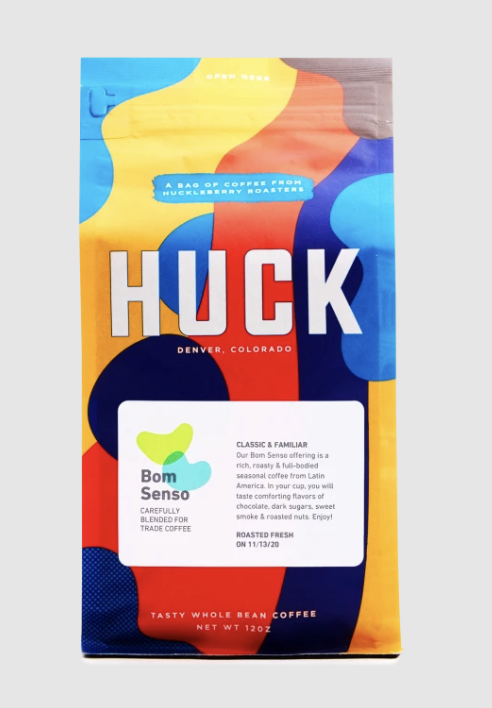 OPEN HERE
A BAG OF COFFEE FROM
HUCKLEBERRY ROASTERS
HUCK
DENVER, COLORADO
Bom
Senso
CAREFULLY
BLENDED FOR
TRADE COFFEE
CLASSIC & FAMILIAR
Our Bom Senso offering is a
rich, roasty & full-bodied
seasonal coffee from Latin
America. In your cup, you will
taste comforting flavors of
chocolate, dark sugars, sweet
smoke & roasted nuts. Enjoy!
ROASTED FRESH
ON 11/13/20
TASTY WHOLE BEAN COFFEE
NET WT 12OZ